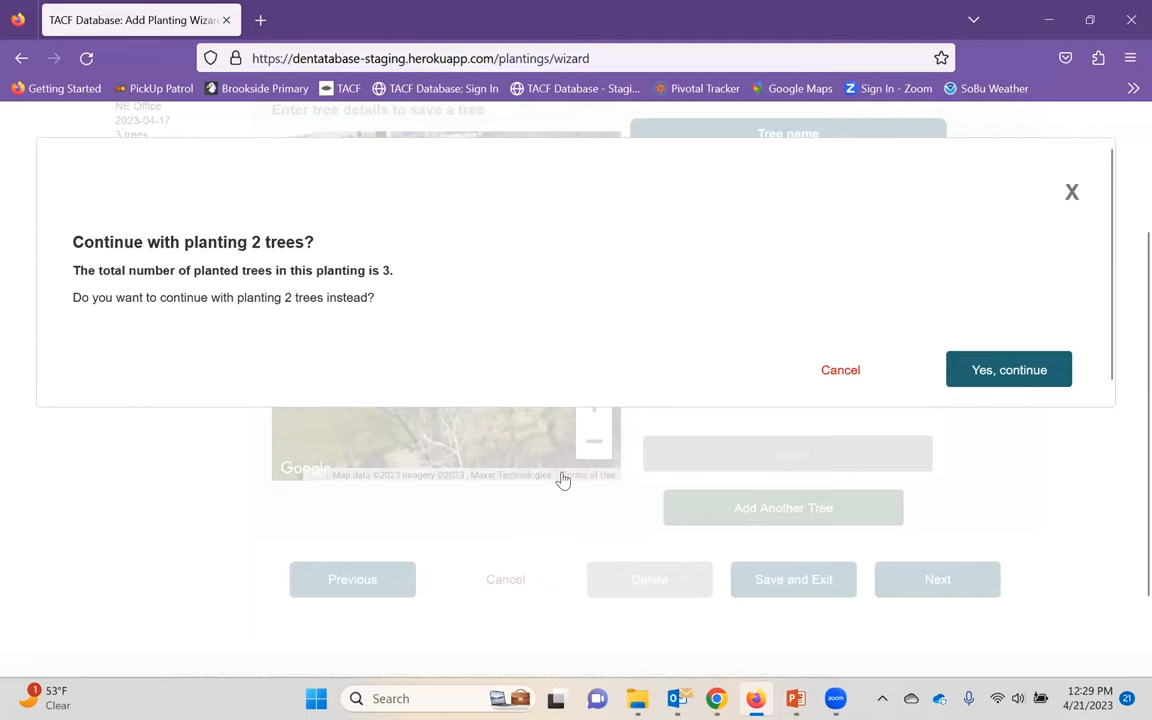 TACF Database: Add Planting Wizar
https://dentatabase-staging.herokuapp.com/plantings/wizard
Getting Started
PickUp Patrol
Brookside Primary
TACF
TACF Database: Sign In
TACF Database - Stagi...
Pivotal Tracker
Google Maps
Sign In - Zoom
SoBu Weather
NE Office
2023-04-17
3 trees
Enter tree details to save a tree
Tree name
X
Continue with planting 2 trees?
The total number of planted trees in this planting is 3.
Do you want to continue with planting 2 trees instead?
Cancel
Yes, continue
Google
Map data ©2023 Imagery ©2023 , Maxar Technologies
Terms of Use
Add Another Tree
Previous
Cancel
Delete
Save and Exit
Next
1
53°F
Clear
Search
zoom
12:29 PM
4/21/2023
21